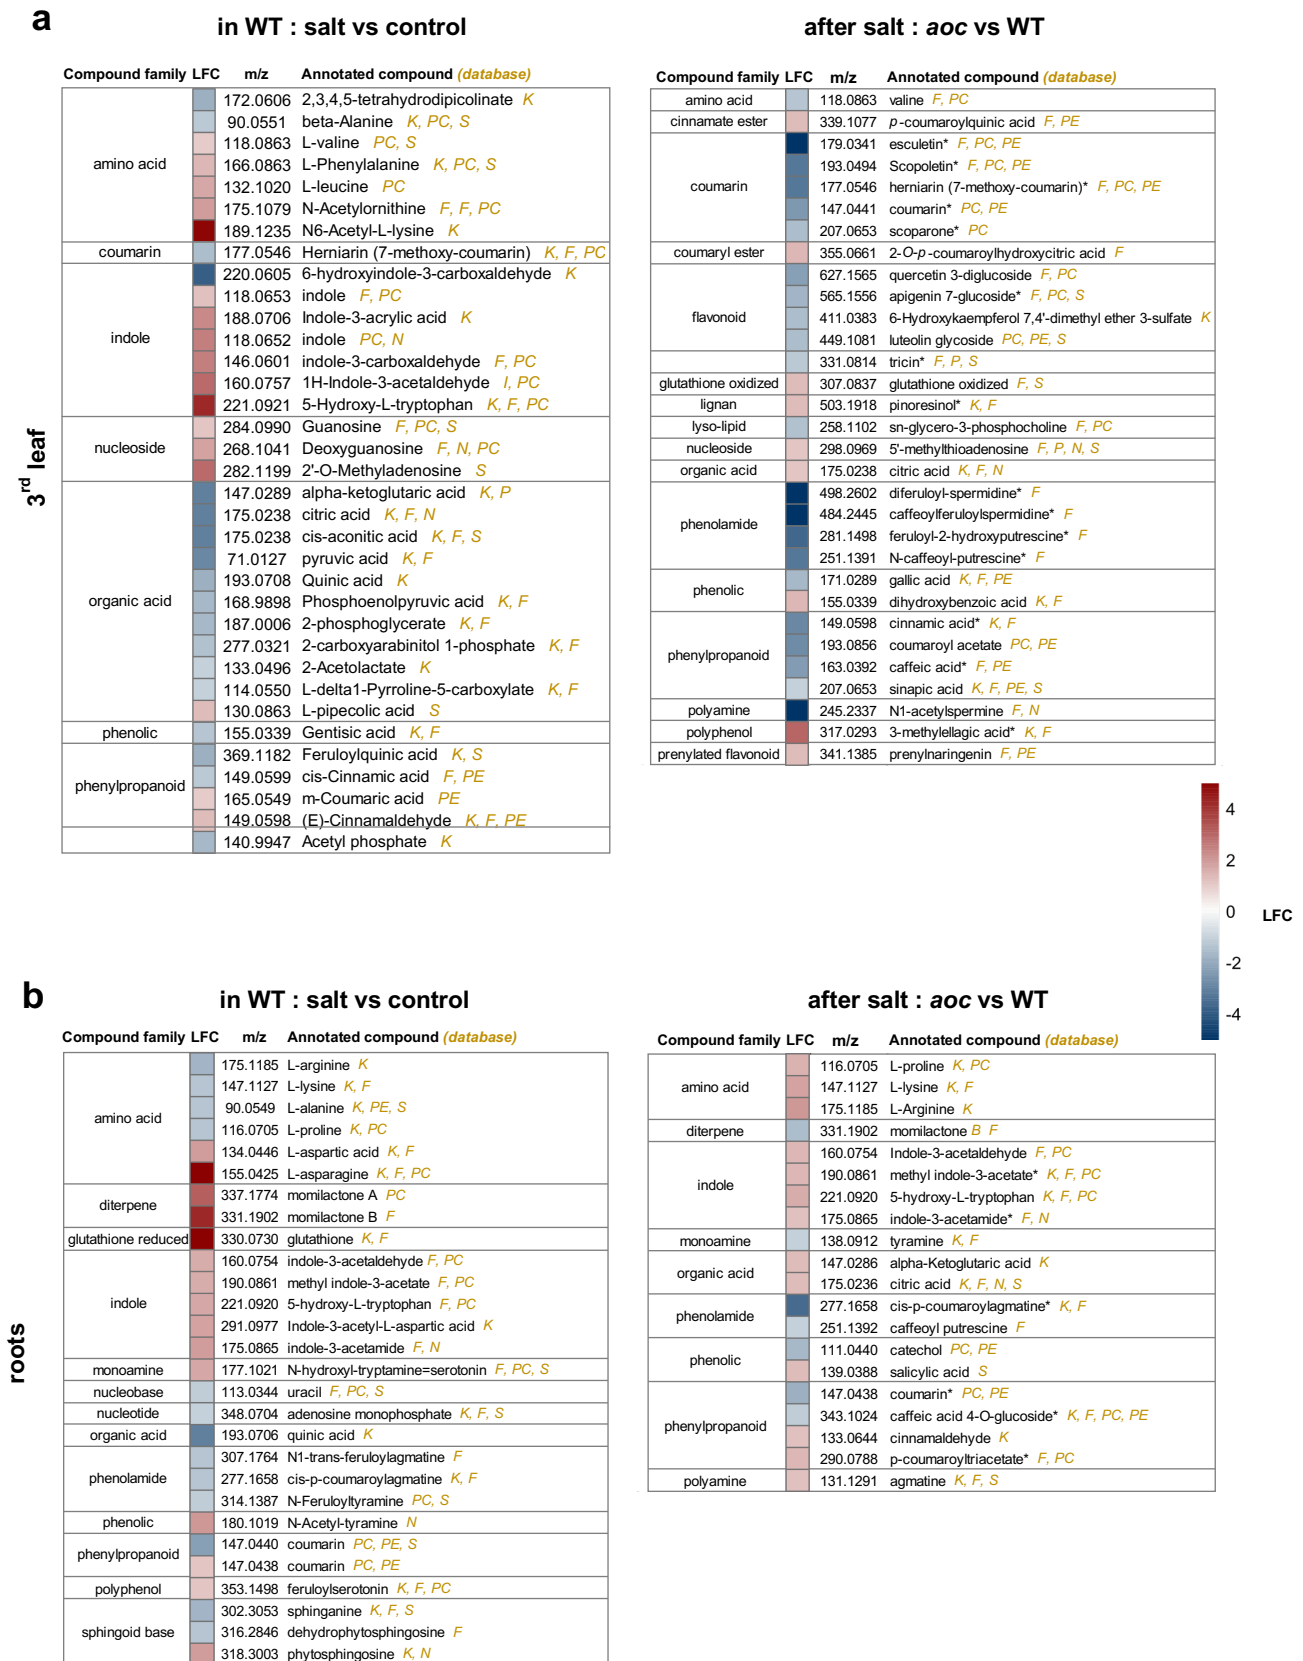 a
in WT : salt vs control
Compound family LFC m/z Annotated compound (database)
3rd leaf
amino acid
172.0606 2,3,4,5-tetrahydrodipicolinate K
90.0551 beta-Alanine K, PC, S
118.0863 L-valine PC, S
166.0863 L-Phenylalanine K, PC, S
132.1020 L-leucine PC
175.1079 N-Acetylornithine F, F, PC
189.1235 N6-Acetyl-L-lysine K
coumarin 177.0546 Herniarin (7-methoxy-coumarin) K, F, PC
indole
220.0605 6-hydroxyindole-3-carboxaldehyde K
118.0653 indole F, PC
188.0706 Indole-3-acrylic acid K
118.0652 indole PC, N
146.0601 indole-3-carboxaldehyde F, PC
160.0757 1H-Indole-3-acetaldehyde I, PC
221.0921 5-Hydroxy-L-tryptophan K, F, PC
nucleoside
284.0990 Guanosine F, PC, S
268.1041 Deoxyguanosine F, N, PC
282.1199 2'-O-Methyladenosine S
organic acid
147.0289 alpha-ketoglutaric acid K, P
175.0238 citric acid K, F, N
175.0238 cis-aconitic acid K, F, S
71.0127 pyruvic acid K, F
193.0708 Quinic acid K
168.9898 Phosphoenolpyruvic acid K, F
187.0006 2-phosphoglycerate K, F
277.0321 2-carboxyarabinitol 1-phosphate K, F
133.0496 2-Acetolactate K
114.0550 L-delta1-Pyrroline-5-carboxylate K, F
130.0863 L-pipecolic acid S
phenolic 155.0339 Gentisic acid K, F
phenylpropanoid
369.1182 Feruloylquinic acid K, S
149.0599 cis-Cinnamic acid F, PE
165.0549 m-Coumaric acid PE
149.0598 (E)-Cinnamaldehyde K, F, PE
140.9947 Acetyl phosphate K
after salt : aoc vs WT
Compound family LFC m/z Annotated compound (database)
amino acid 118.0863 valine F, PC
cinnamate ester 339.1077 p-coumaroylquinic acid F, PE
coumarin
179.0341 esculetin* F, PC, PE
193.0494 Scopoletin* F, PC, PE
177.0546 herniarin (7-methoxy-coumarin)* F, PC, PE
147.0441 coumarin* PC, PE
207.0653 scoparone* PC
coumaryl ester 355.0661 2-O-p-coumaroylhydroxycitric acid F
flavonoid
627.1565 quercetin 3-diglucoside F, PC
565.1556 apigenin 7-glucoside* F, PC, S
411.0383 6-Hydroxykaempferol 7,4'-dimethyl ether 3-sulfate K
449.1081 luteolin glycoside PC, PE, S
331.0814 tricin* F, P, S
glutathione oxidized 307.0837 glutathione oxidized F, S
lignan 503.1918 pinoresinol* K, F
lyso-lipid 258.1102 sn-glycero-3-phosphocholine F, PC
nucleoside 298.0969 5'-methylthioadenosine F, P, N, S
organic acid 175.0238 citric acid K, F, N
phenolamide
498.2602 diferuloyl-spermidine* F
484.2445 caffeoylferuloylspermidine* F
281.1498 feruloyl-2-hydroxyputrescine* F
251.1391 N-caffeoyl-putrescine* F
phenolic
171.0289 gallic acid K, F, PE
155.0339 dihydroxybenzoic acid K, F
phenylpropanoid
149.0598 cinnamic acid* K, F
193.0856 coumaroyl acetate PC, PE
163.0392 caffeic acid* F, PE
207.0653 sinapic acid K, F, PE, S
polyamine 245.2337 N1-acetylspermine F, N
polyphenol 317.0293 3-methylellagic acid* K, F
prenylated flavonoid 341.1385 prenylnaringenin F, PE
4
2
0
-2
-4
LFC
b
in WT : salt vs control
Compound family LFC m/z Annotated compound (database)
roots
amino acid
175.1185 L-arginine K
147.1127 L-lysine K, F
90.0549 L-alanine K, PE, S
116.0705 L-proline K, PC
134.0446 L-aspartic acid K, F
155.0425 L-asparagine K, F, PC
diterpene
337.1774 momilactone A PC
331.1902 momilactone B F
glutathione reduced 330.0730 glutathione K, F
indole
160.0754 indole-3-acetaldehyde F, PC
190.0861 methyl indole-3-acetate F, PC
221.0920 5-hydroxy-L-tryptophan F, PC
291.0977 Indole-3-acetyl-L-aspartic acid K
175.0865 indole-3-acetamide F, N
monoamine 177.1021 N-hydroxyl-tryptamine=serotonin F, PC, S
nucleobase 113.0344 uracil F, PC, S
nucleotide 348.0704 adenosine monophosphate K, F, S
organic acid 193.0706 quinic acid K
phenolamide
307.1764 N1-trans-feruloylagmatine F
277.1658 cis-p-coumaroylagmatine K, F
314.1387 N-Feruloyltyramine PC, S
phenolic 180.1019 N-Acetyl-tyramine N
phenylpropanoid
147.0440 coumarin PC, PE, S
147.0438 coumarin PC, PE
polyphenol 353.1498 feruloylserotonin K, F, PC
sphingoid base
302.3053 sphinganine K, F, S
316.2846 dehydrophytosphingosine F
318.3003 phytosphingosine K, N
after salt : aoc vs WT
Compound family LFC m/z Annotated compound (database)
amino acid
116.0705 L-proline K, PC
147.1127 L-lysine K, F
175.1185 L-Arginine K
diterpene 331.1902 momilactone B F
indole
160.0754 Indole-3-acetaldehyde F, PC
190.0861 methyl indole-3-acetate* K, F, PC
221.0920 5-hydroxy-L-tryptophan K, F, PC
175.0865 indole-3-acetamide* F, N
monoamine 138.0912 tyramine K, F
organic acid
147.0286 alpha-Ketoglutaric acid K
175.0236 citric acid K, F, N, S
phenolamide
277.1658 cis-p-coumaroylagmatine* K, F
251.1392 caffeoyl putrescine F
phenolic
111.0440 catechol PC, PE
139.0388 salicylic acid S
phenylpropanoid
147.0438 coumarin* PC, PE
343.1024 caffeic acid 4-O-glucoside* K, F, PC, PE
133.0644 cinnamaldehyde K
290.0788 p-coumaroyltriacetate* F, PC
polyamine 131.1291 agmatine K, F, S